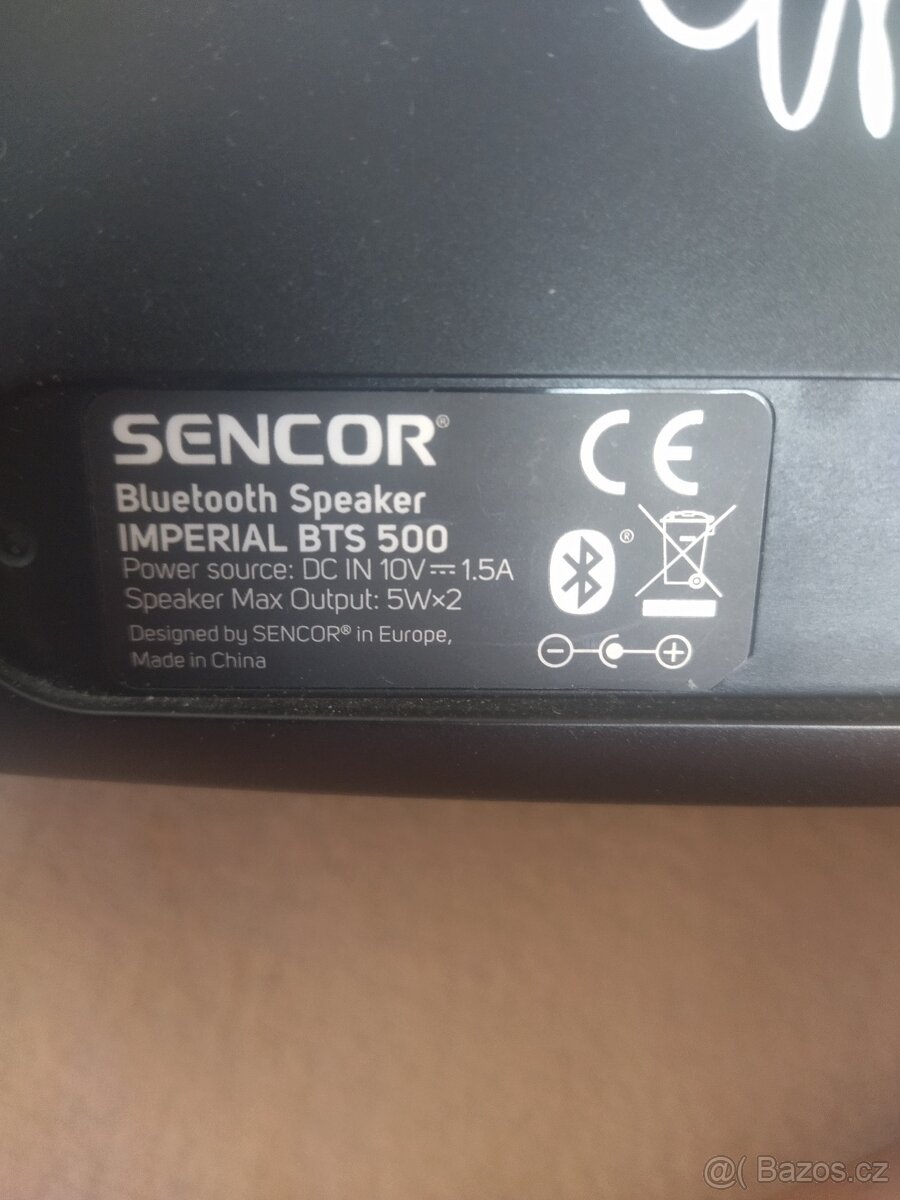 SENCOR®
Bluetooth Speaker
IMPERIAL BTS 500
Power source: DC IN 10V⎓1.5A
Speaker Max Output: 5W×2
Designed by SENCOR® in Europe,
Made in China
CE
®
@( Bazos.cz